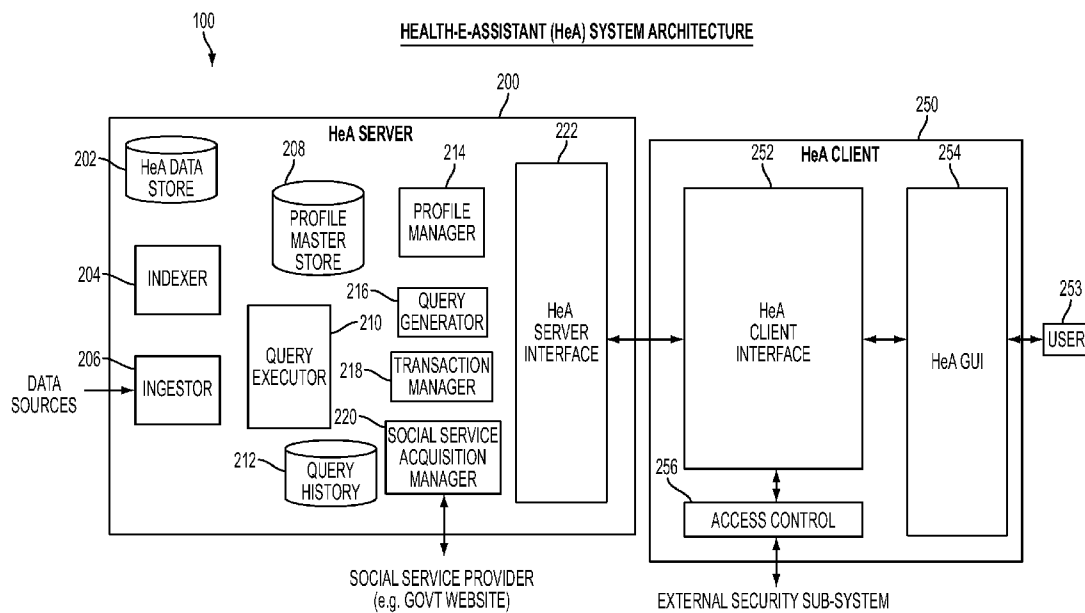 100
HEALTH-E-ASSISTANT (HeA) SYSTEM ARCHITECTURE
200
HeA SERVER
202
HeA DATA
STORE
208
PROFILE
MASTER
STORE
214
PROFILE
MANAGER
222
HeA
SERVER
INTERFACE
204
INDEXER
216
QUERY
GENERATOR
210
QUERY
EXECUTOR
206
INGESTOR
DATA
SOURCES
218
TRANSACTION
MANAGER
220
SOCIAL SERVICE
ACQUISITION
MANAGER
212
QUERY
HISTORY
SOCIAL SERVICE PROVIDER
(e.g. GOVT WEBSITE)
250
HeA CLIENT
252
HeA
CLIENT
INTERFACE
254
HeA GUI
253
USER
256
ACCESS CONTROL
EXTERNAL SECURITY SUB-SYSTEM